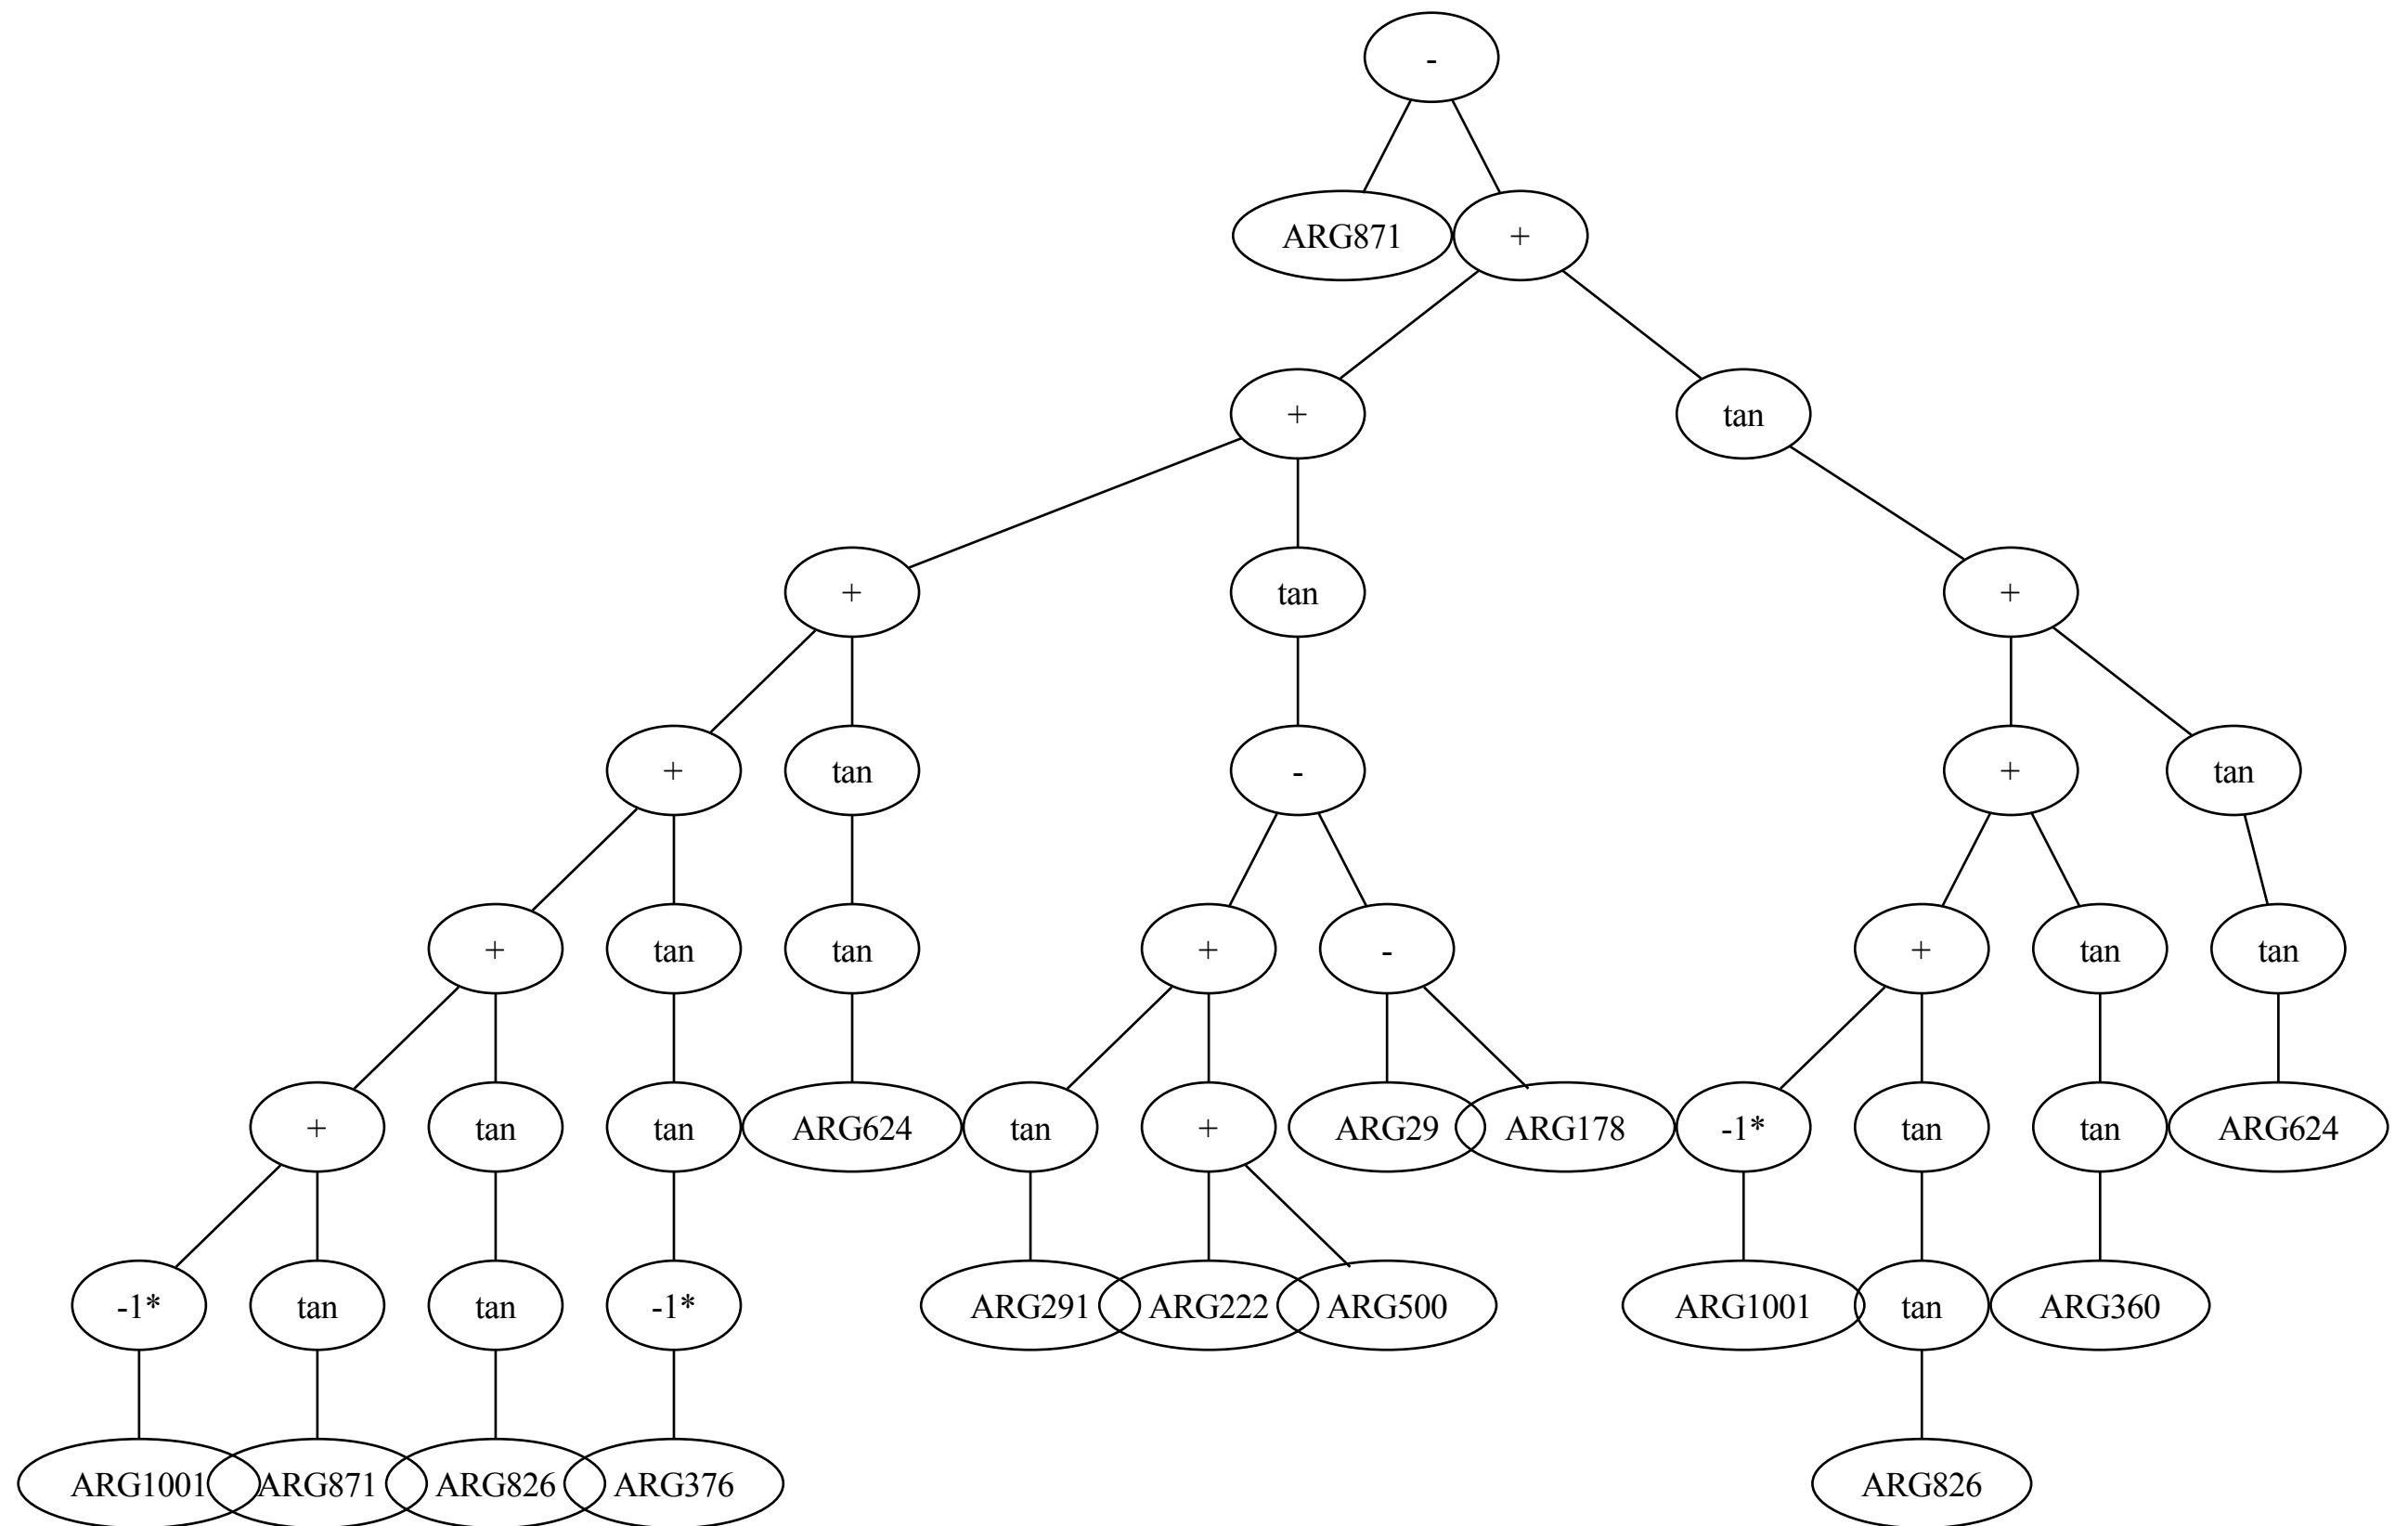 -
ARG871 +
+ tan
+ tan +
+ tan - + tan
+ tan tan + - + tan tan
+ tan tan ARG624 tan + ARG29 ARG178 -1* tan tan ARG624
-1* tan tan -1* ARG291 ARG222 ARG500 ARG1001 tan ARG360
ARG1001 ARG871 ARG826 ARG376 ARG826